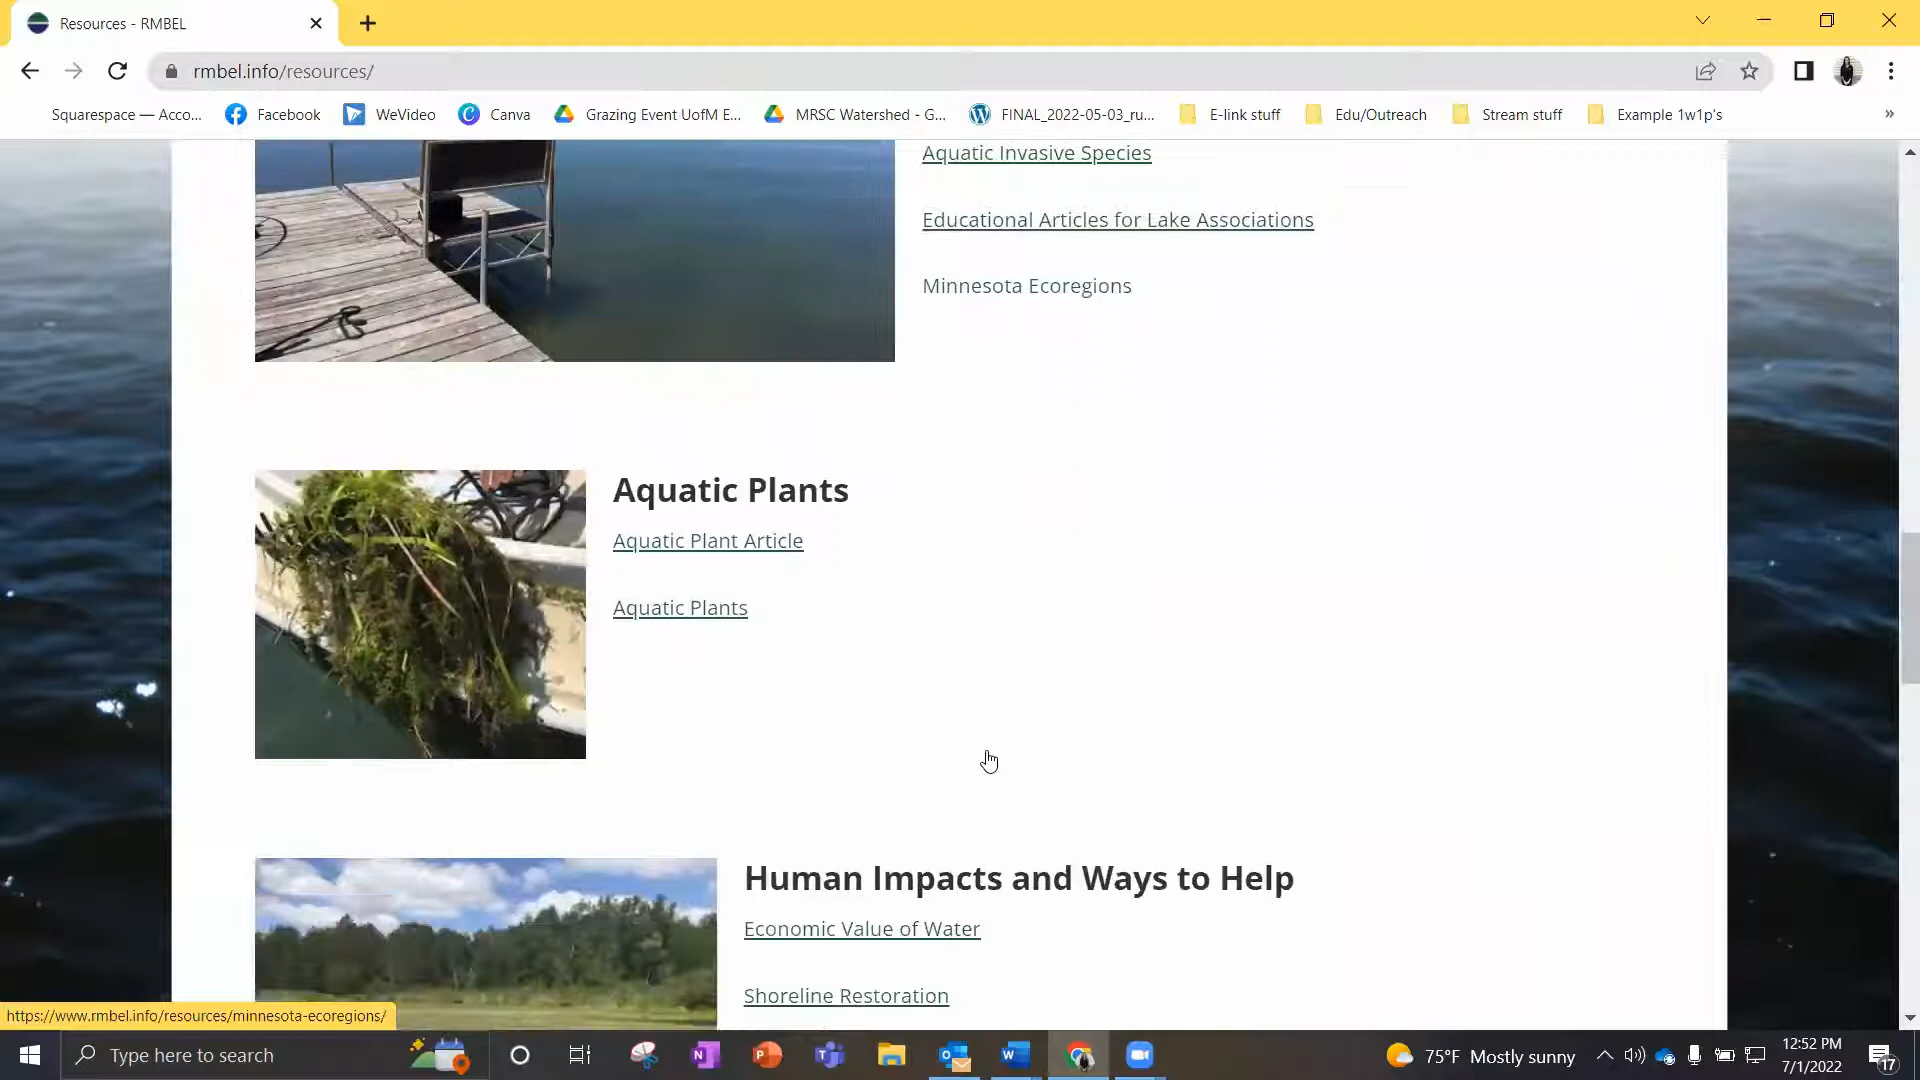 Resources - RMBEL
rmbel.info/resources/
Squarespace — Acco...
Facebook
WeVideo
Canva
Grazing Event UofM E...
MRSC Watershed - G...
FINAL_2022-05-03_ru...
E-link stuff
Edu/Outreach
Stream stuff
Example 1w1p's
»
Aquatic Invasive Species
Educational Articles for Lake Associations
Minnesota Ecoregions
Aquatic Plants
Aquatic Plant Article
Aquatic Plants
Human Impacts and Ways to Help
Economic Value of Water
Shoreline Restoration
https://www.rmbel.info/resources/minnesota-ecoregions/
Type here to search
75°F Mostly sunny
12:52 PM
7/1/2022
17